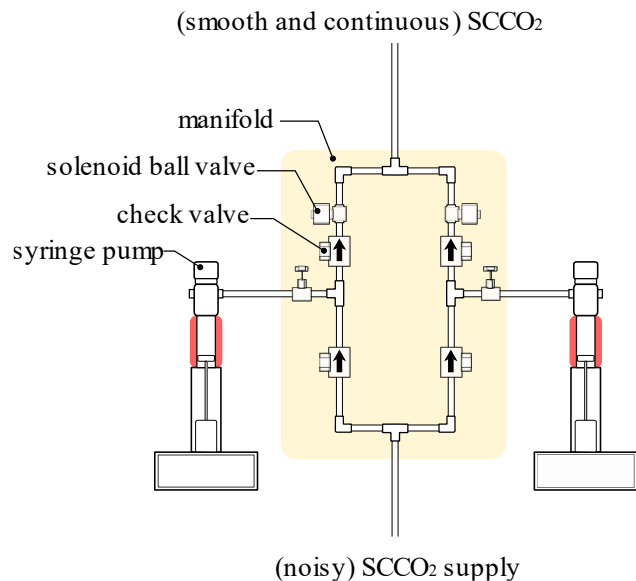 (smooth and continuous) SCCO₂
manifold
solenoid ball valve
check valve
syringe pump
(noisy) SCCO₂ supply